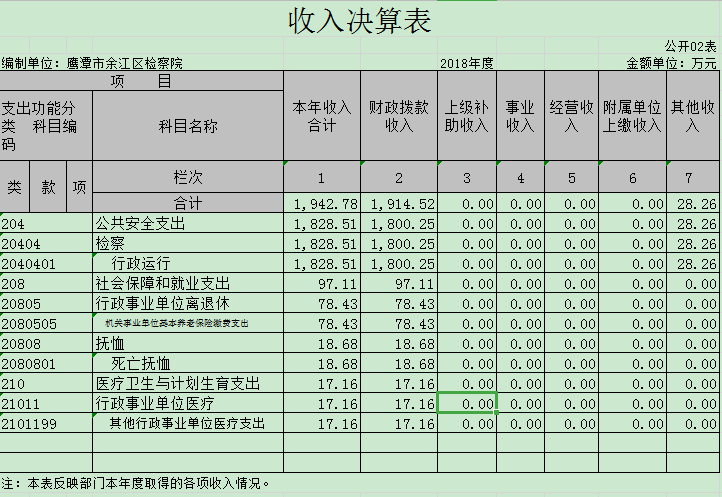 收入决算表
公开02表
编制单位：鹰潭市余江区检察院 2018年度 金额单位：万元
项 目 本年收入合计 财政拨款收入 上级补助收入 事业收入 经营收入 附属单位上缴收入 其他收入
支出功能分类 科目编码 科目名称
类 款 项 栏次 1 2 3 4 5 6 7
合计 1,942.78 1,914.52 0.00 0.00 0.00 0.00 28.26
204 公共安全支出 1,828.51 1,800.25 0.00 0.00 0.00 0.00 28.26
20404 检察 1,828.51 1,800.25 0.00 0.00 0.00 0.00 28.26
2040401 行政运行 1,828.51 1,800.25 0.00 0.00 0.00 0.00 28.26
208 社会保障和就业支出 97.11 97.11 0.00 0.00 0.00 0.00 0.00
20805 行政事业单位离退休 78.43 78.43 0.00 0.00 0.00 0.00 0.00
2080505 机关事业单位基本养老保险缴费支出 78.43 78.43 0.00 0.00 0.00 0.00 0.00
20808 抚恤 18.68 18.68 0.00 0.00 0.00 0.00 0.00
2080801 死亡抚恤 18.68 18.68 0.00 0.00 0.00 0.00 0.00
210 医疗卫生与计划生育支出 17.16 17.16 0.00 0.00 0.00 0.00 0.00
21011 行政事业单位医疗 17.16 17.16 0.00 0.00 0.00 0.00 0.00
2101199 其他行政事业单位医疗支出 17.16 17.16 0.00 0.00 0.00 0.00 0.00
注：本表反映部门本年度取得的各项收入情况。